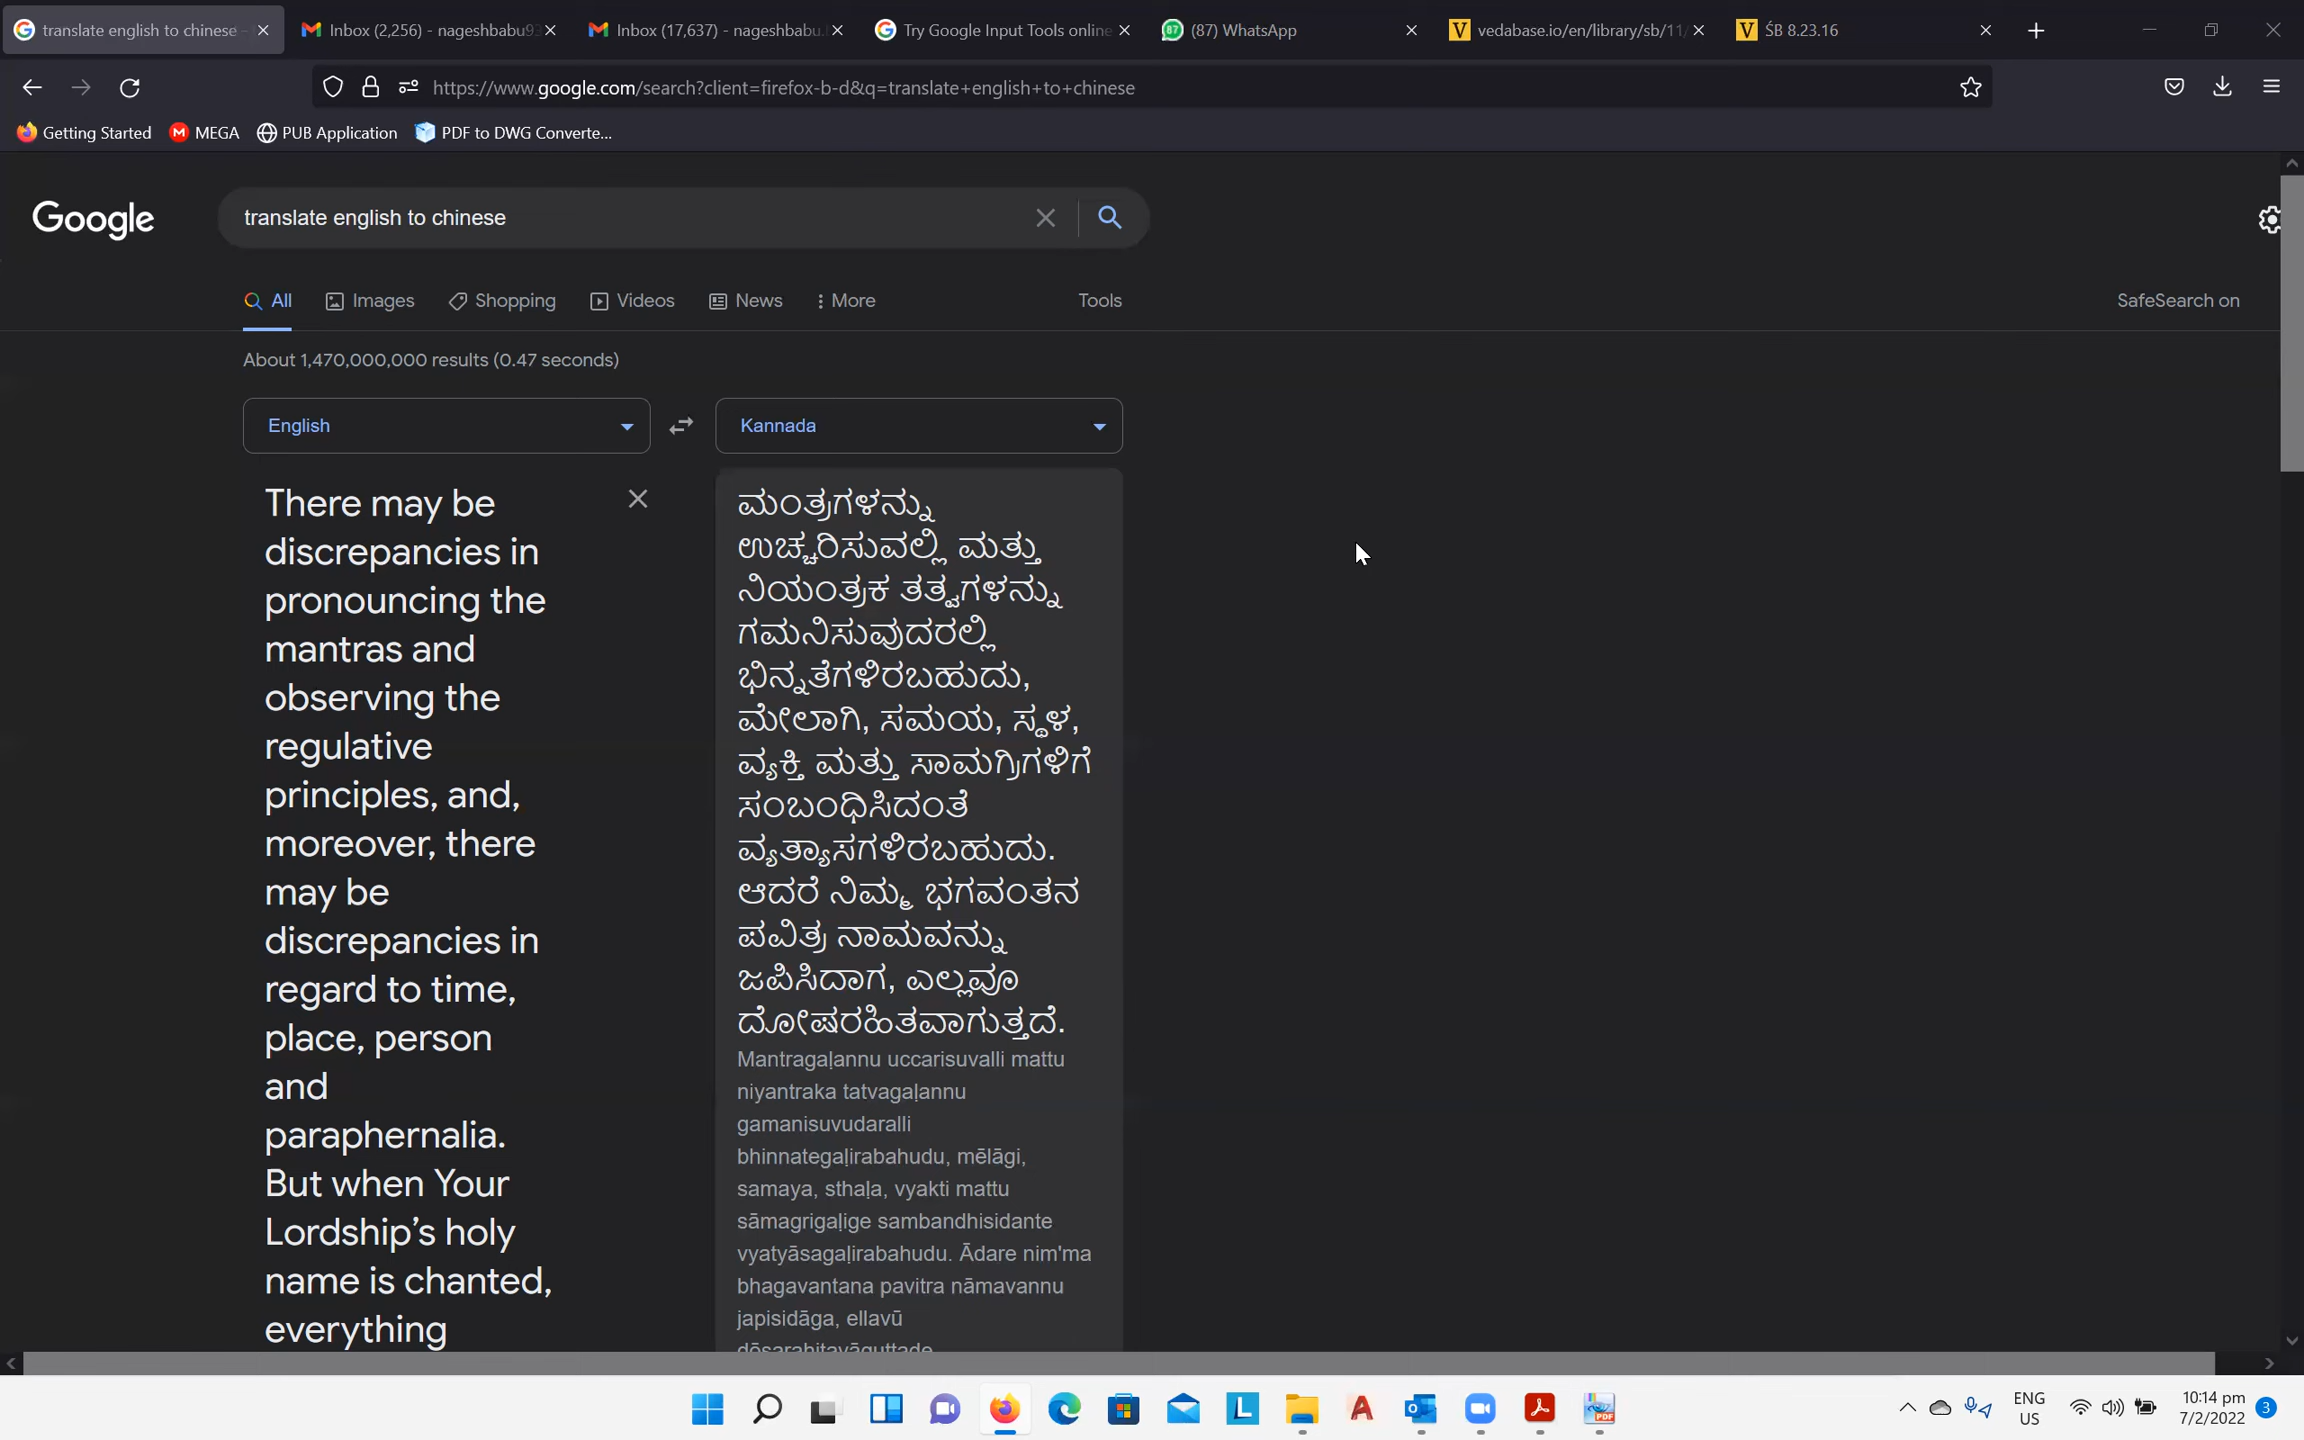 translate english to chinese -
Inbox (2,256) - nageshbabu93
Inbox (17,637) - nageshbabu.
Try Google Input Tools online
(87) WhatsApp
vedabase.io/en/library/sb/11/
ŚB 8.23.16
https://www.google.com/search?client=firefox-b-d&q=translate+english+to+chinese
Getting Started
MEGA
PUB Application
PDF to DWG Converte...
Google
translate english to chinese
All
Images
Shopping
Videos
News
More
Tools
SafeSearch on
About 1,470,000,000 results (0.47 seconds)
English
Kannada
There may be
discrepancies in
pronouncing the
mantras and
observing the
regulative
principles, and,
moreover, there
may be
discrepancies in
regard to time,
place, person
and
paraphernalia.
But when Your
Lordship’s holy
name is chanted,
everything
ಮಂತ್ರಗಳನ್ನು
ಉಚ್ಚರಿಸುವಲ್ಲಿ ಮತ್ತು
ನಿಯಂತ್ರಕ ತತ್ವಗಳನ್ನು
ಗಮನಿಸುವುದರಲ್ಲಿ
ಭಿನ್ನತೆಗಳಿರಬಹುದು,
ಮೇಲಾಗಿ, ಸಮಯ, ಸ್ಥಳ,
ವ್ಯಕ್ತಿ ಮತ್ತು ಸಾಮಗ್ರಿಗಳಿಗೆ
ಸಂಬಂಧಿಸಿದಂತೆ
ವ್ಯತ್ಯಾಸಗಳಿರಬಹುದು.
ಆದರೆ ನಿಮ್ಮ ಭಗವಂತನ
ಪವಿತ್ರ ನಾಮವನ್ನು
ಜಪಿಸಿದಾಗ, ಎಲ್ಲವೂ
ದೋಷರಹಿತವಾಗುತ್ತದೆ.
Mantragaḷannu uccarisuvalli mattu
niyantraka tatvagaḷannu
gamanisuvudaralli
bhinnategaḷirabahudu, mēlāgi,
samaya, sthaḷa, vyakti mattu
sāmagrigaḷige sambandhisidante
vyatyāsagaḷirabahudu. Ādare nim'ma
bhagavantana pavitra nāmavannu
japisidāga, ellavū
dōṣarahitavāguttade.
ENG
US
10:14 pm
7/2/2022
3